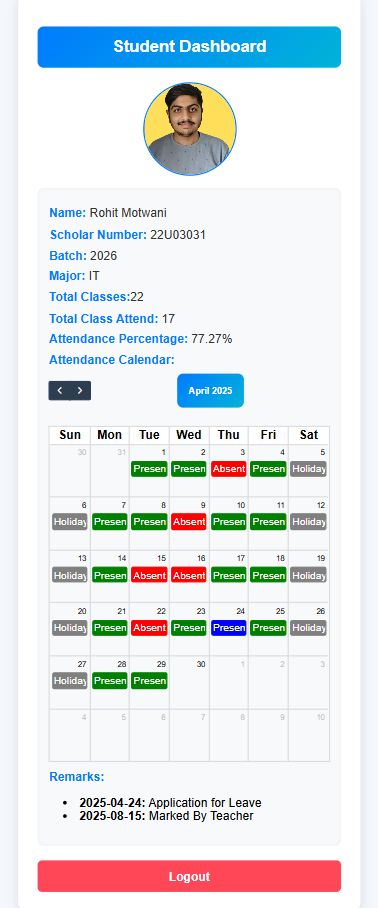 Student Dashboard
Name: Rohit Motwani
Scholar Number: 22U03031
Batch: 2026
Major: IT
Total Classes:22
Total Class Attend: 17
Attendance Percentage: 77.27%
Attendance Calendar:
April 2025
Sun Mon Tue Wed Thu Fri Sat
30 31 1 2 3 4 5
Presen Presen Absent Presen Holiday
6 7 8 9 10 11 12
Holiday Presen Presen Absent Presen Presen Holiday
13 14 15 16 17 18 19
Holiday Presen Absent Absent Presen Presen Holiday
20 21 22 23 24 25 26
Holiday Presen Absent Presen Presen Presen Holiday
27 28 29 30 1 2 3
Holiday Presen Presen
4 5 6 7 8 9 10
Remarks:
• 2025-04-24: Application for Leave
• 2025-08-15: Marked By Teacher
Logout